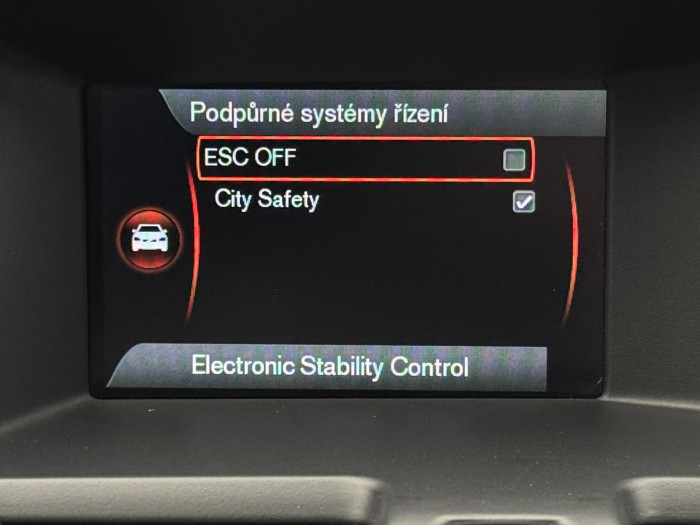 Podpůrné systémy řízení
ESC OFF
City Safety
Electronic Stability Control